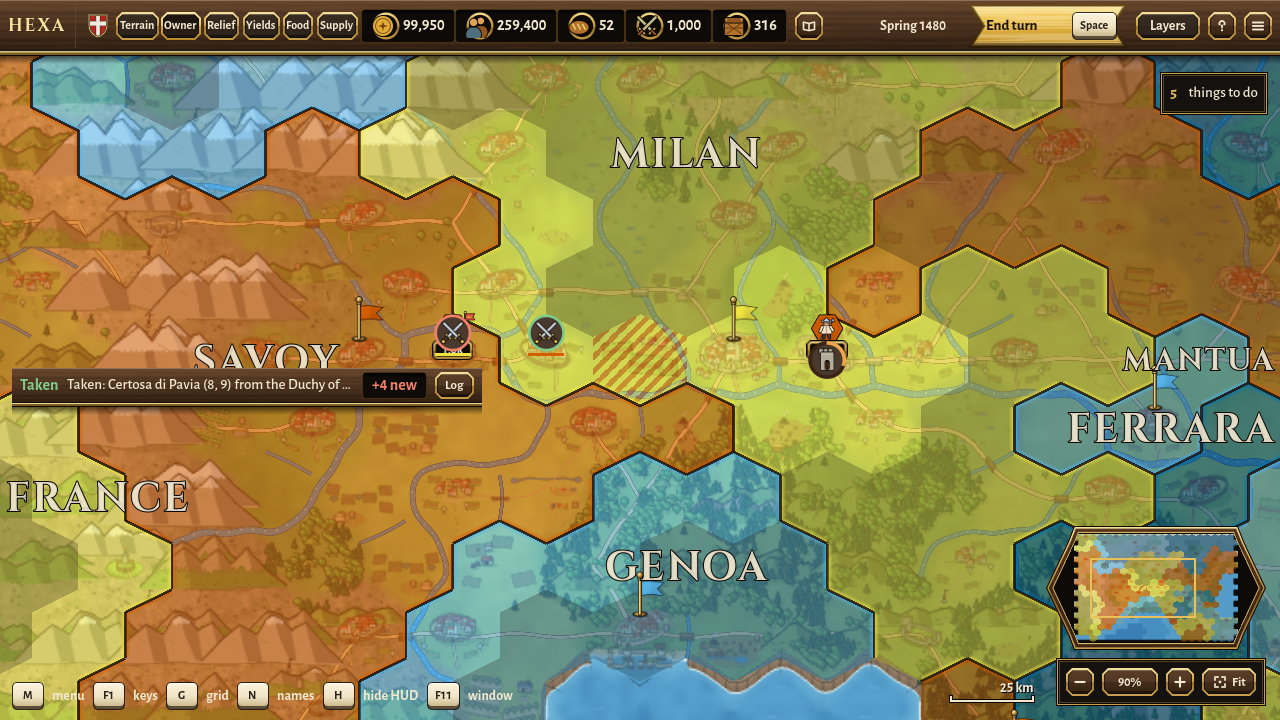 HEXA
Terrain Owner Relief Yields Food Supply 99,950 259,400 52 1,000 316 Spring 1480 End turn Space Layers ?
5 things to do
MILAN
SAVOY
MANTUA
Taken Taken: Certosa di Pavia (8, 9) from the Duchy of ... +4 new Log
FERRARA
FRANCE
GENOA
25 km
M menu F1 keys G grid N names H hide HUD F11 window
90% Fit